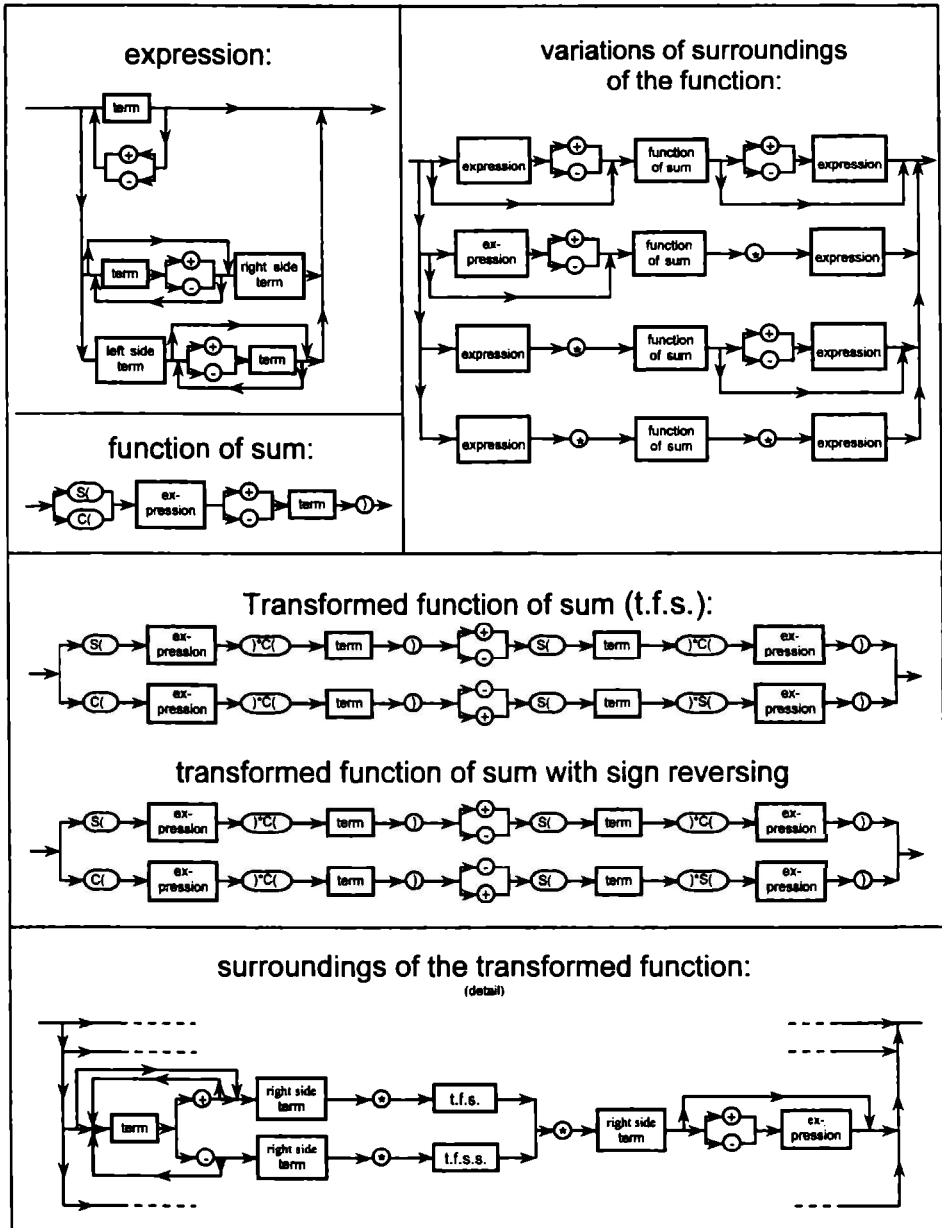 expression:
term
+
-
term
+
-
right side
term
left side
term
+
-
term
function of sum:
S(
C(
ex-
pression
+
-
term
)
variations of surroundings
of the function:
expression
+
-
function
of sum
+
-
expression
ex-
pression
+
-
function
of sum
*
expression
expression
*
function
of sum
+
-
expression
expression
*
function
of sum
*
expression
Transformed function of sum (t.f.s.):
S(
ex-
pression
)*C(
term
)
+
-
S(
term
)*C(
ex-
pression
)
C(
ex-
pression
)*C(
term
)
-
+
S(
term
)*S(
ex-
pression
)
transformed function of sum with sign reversing
S(
ex-
pression
)*C(
term
)
+
-
S(
term
)*C(
ex-
pression
)
C(
ex-
pression
)*C(
term
)
-
+
S(
term
)*S(
ex-
pression
)
surroundings of the transformed function:
(detail)
term
+
-
right side
term
*
t.f.s.
right side
term
*
t.f.s.s.
*
right side
term
+
-
ex-
pression